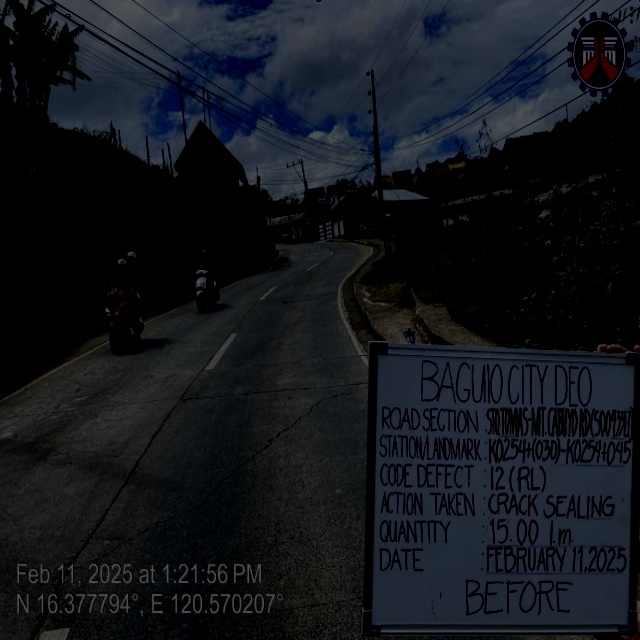 BAGUIO CITY DEO
ROAD SECTION
STATION LANDMARK K0254+030-K0254+045
CODE DEFECT 12 (RL)
ACTION TAKEN CRACK SEALING
QUANTITY 15.00 l.m
DATE FEBRUARY 11, 2025
BEFORE
Feb 11, 2025 at 1:21:56 PM
N 16.377794°, E 120.570207°